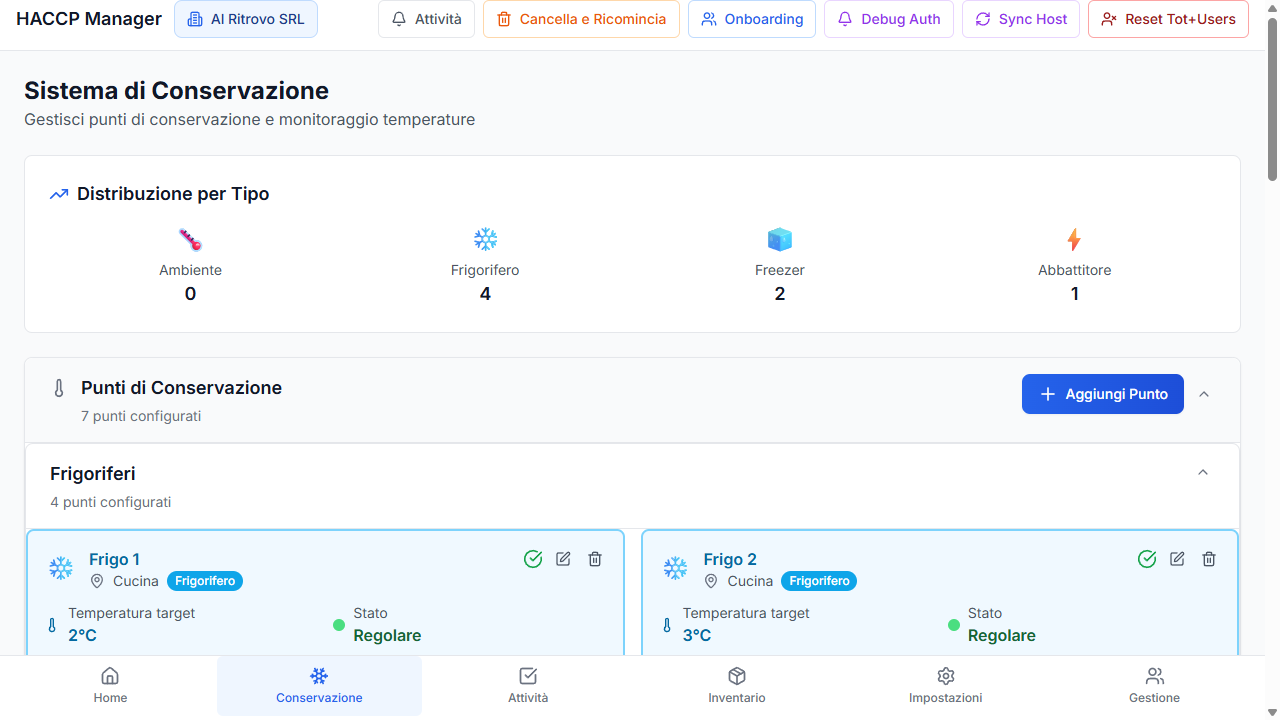 HACCP Manager
Al Ritrovo SRL
Attività
Cancella e Ricomincia
Onboarding
Debug Auth
Sync Host
Reset Tot+Users
Sistema di Conservazione
Gestisci punti di conservazione e monitoraggio temperature
Distribuzione per Tipo
Ambiente
0
Frigorifero
4
Freezer
2
Abbattitore
1
Punti di Conservazione
7 punti configurati
Aggiungi Punto
Frigoriferi
4 punti configurati
Frigo 1
Cucina
Frigorifero
Temperatura target
2°C
Stato
Regolare
Frigo 2
Cucina
Frigorifero
Temperatura target
3°C
Stato
Regolare
Home
Conservazione
Attività
Inventario
Impostazioni
Gestione